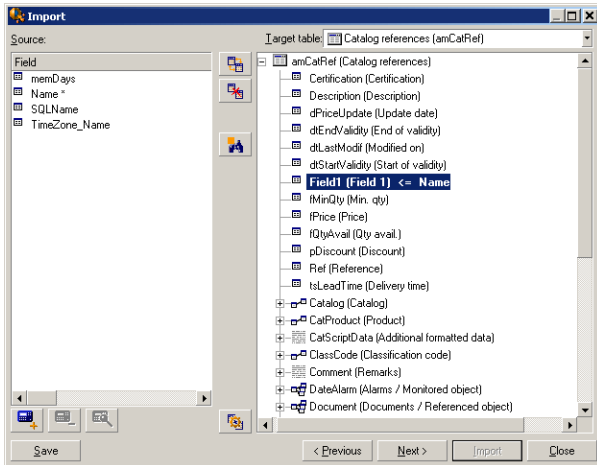 Import
Source:
Target table: Catalog references (amCatRef)
Field
memDays
Name *
SQLName
TimeZone_Name
amCatRef (Catalog references)
Certification (Certification)
Description (Description)
dPriceUpdate (Update date)
dtEndValidity (End of validity)
dtLastModif (Modified on)
dtStartValidity (Start of validity)
Field1 (Field 1) <= Name
fMinQty (Min. qty)
fPrice (Price)
fQtyAvail (Qty avail.)
pDiscount (Discount)
Ref (Reference)
tsLeadTime (Delivery time)
Catalog (Catalog)
CatProduct (Product)
CatScriptData (Additional formatted data)
ClassCode (Classification code)
Comment (Remarks)
DateAlarm (Alarms / Monitored object)
Document (Documents / Referenced object)
Save
< Previous
Next >
Import
Close